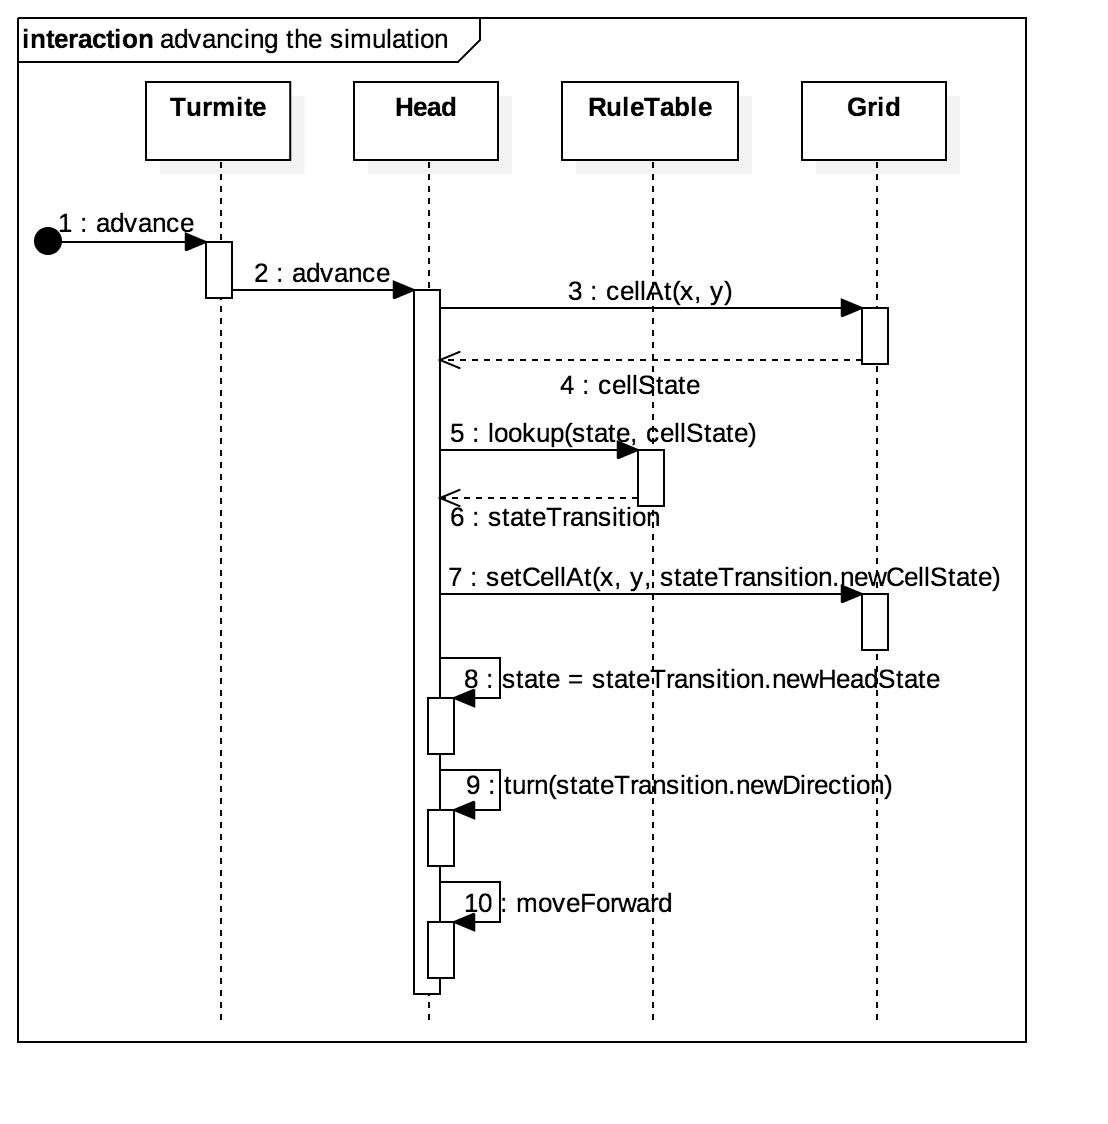 interaction advancing the simulation
Turmite
Head
RuleTable
Grid
1 : advance
2 : advance
3 : cellAt(x, y)
4 : cellState
5 : lookup(state, cellState)
6 : stateTransition
7 : setCellAt(x, y, stateTransition.newCellState)
8 : state = stateTransition.newHeadState
9 : turn(stateTransition.newDirection)
10 : moveForward